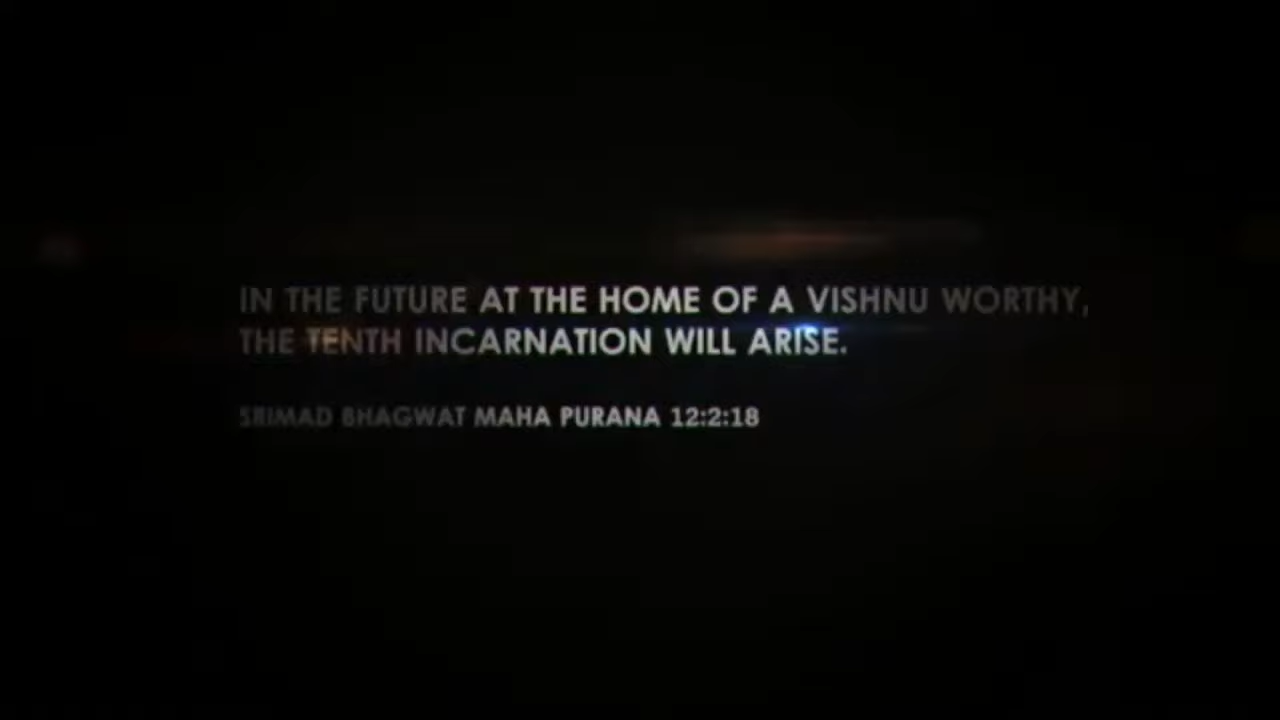 IN THE FUTURE AT THE HOME OF A VISHNU WORTHY,
THE TENTH INCARNATION WILL ARISE.
SRIMAD BHAGWAT MAHA PURANA 12:2:18